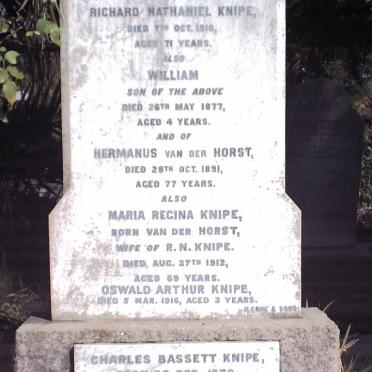 RICHARD NATHANIEL KNIPE,
DIED 7TH OCT. 1910,
AGED 71 YEARS.
ALSO
WILLIAM
SON OF THE ABOVE
DIED 26TH MAY 1877,
AGED 4 YEARS.
AND OF
HERMANUS VAN DER HORST,
DIED 28TH OCT. 1891,
AGED 77 YEARS.
ALSO
MARIA REGINA KNIPE,
BORN VAN DER HORST,
WIFE OF R.N. KNIPE.
DIED, AUG. 27TH 1912,
AGED 69 YEARS.
OSWALD ARTHUR KNIPE,
DIED 5 MAR. 1916, AGED 3 YEARS.
& SONS
CHARLES BASSETT KNIPE,